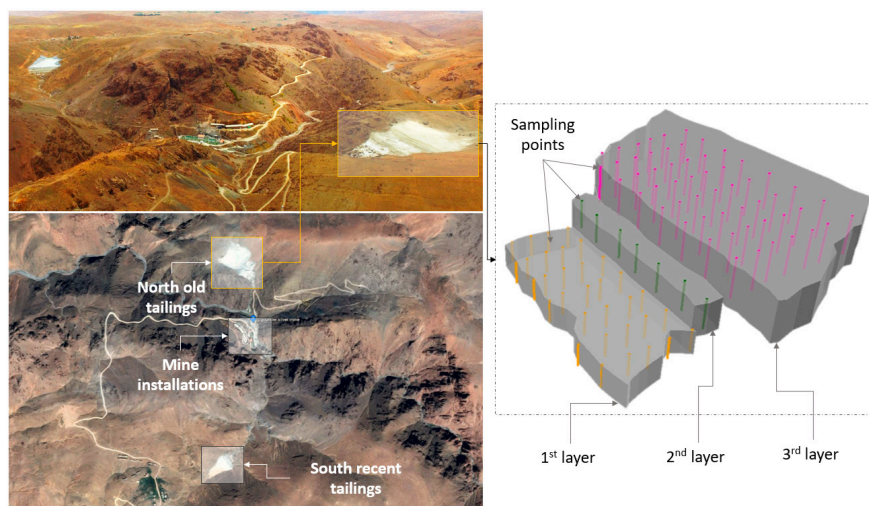 Sampling
points
North old
tailings
Mine
installations
South recent
tailings
1st layer
2nd layer
3rd layer